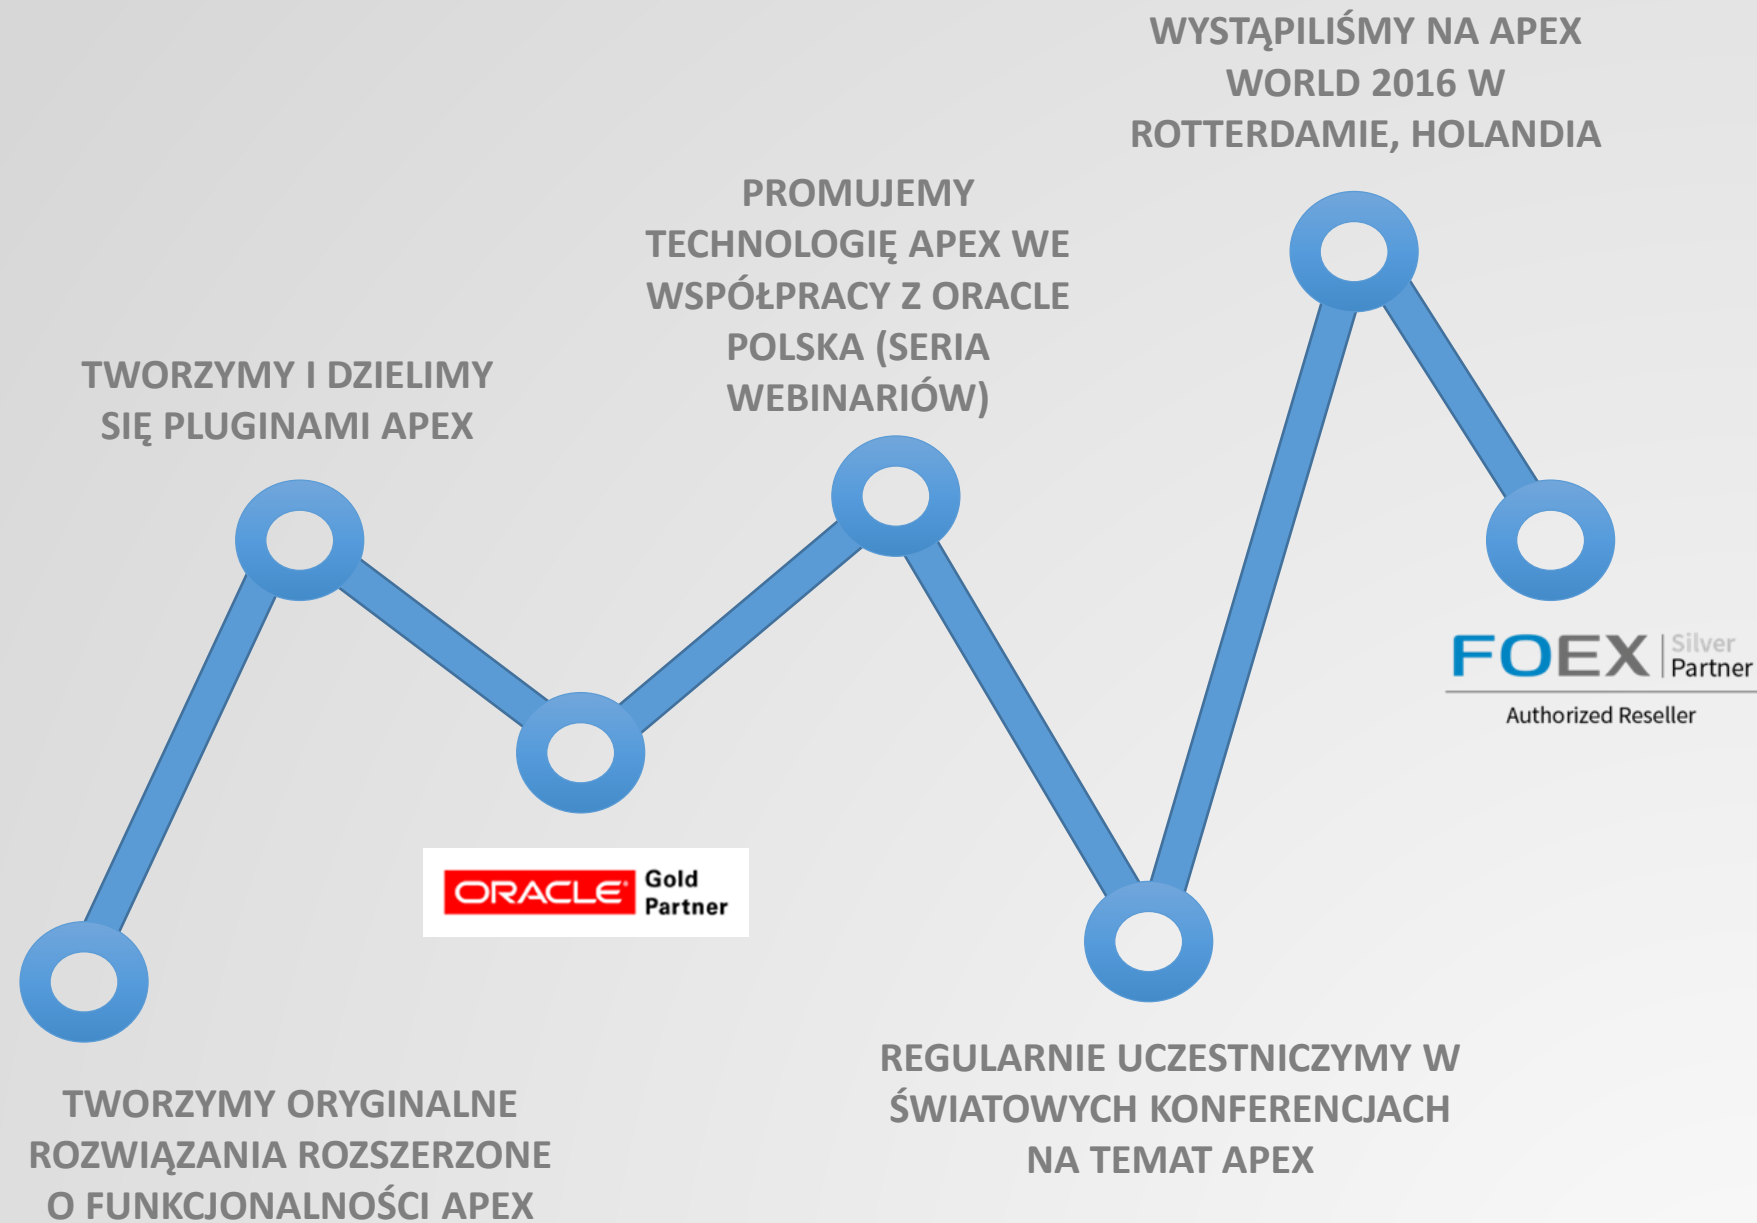 WYSTĄPILIŚMY NA APEX
WORLD 2016 W
ROTTERDAMIE, HOLANDIA
PROMUJEMY
TECHNOLOGIĘ APEX WE
WSPÓŁPRACY Z ORACLE
POLSKA (SERIA
WEBINARIÓW)
TWORZYMY I DZIELIMY
SIĘ PLUGINAMI APEX
FOEX Silver
Partner
Authorized Reseller
ORACLE Gold
Partner
REGULARNIE UCZESTNICZYMY W
ŚWIATOWYCH KONFERENCJACH
NA TEMAT APEX
TWORZYMY ORYGINALNE
ROZWIĄZANIA ROZSZERZONE
O FUNKCJONALNOŚCI APEX